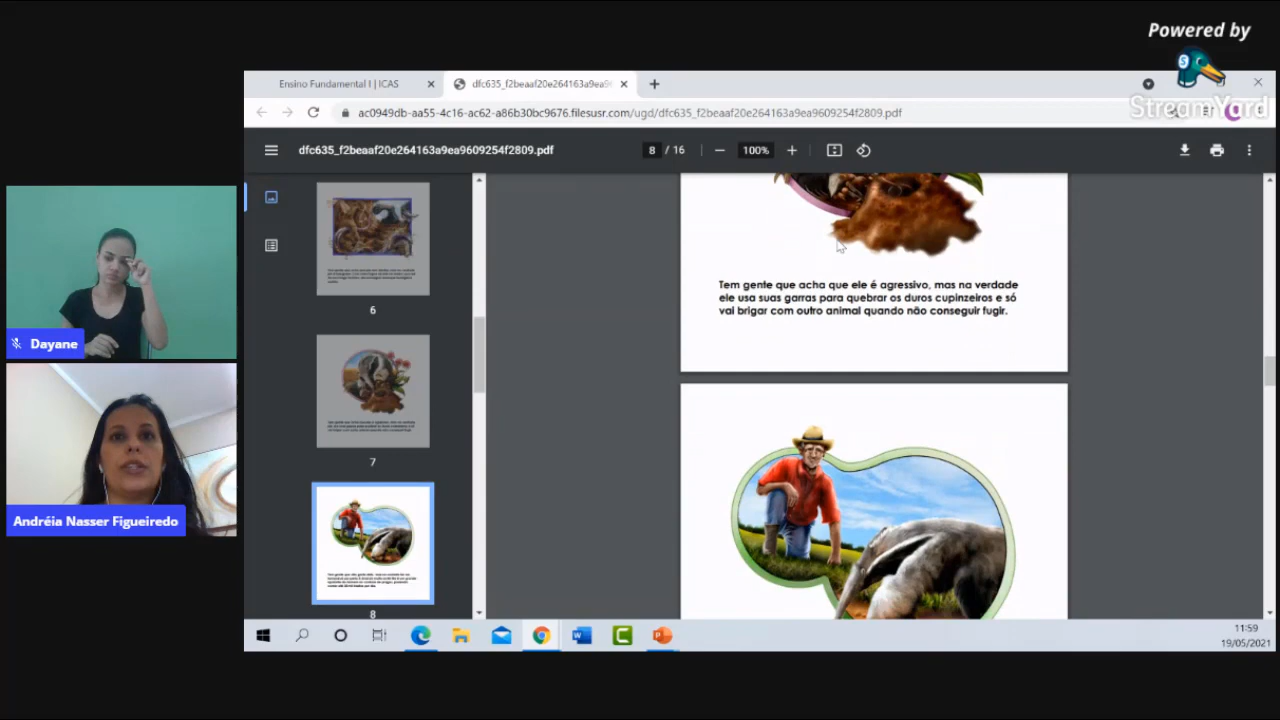 Powered by
StreamYard
Ensino Fundamental I | ICAS
dfc635_f2beaaf20e264163a9ea9
ac0949db-aa55-4c16-ac62-a86b30bc9676.filesusr.com/ugd/dfc635_f2beaaf20e264163a9ea9609254f2809.pdf
dfc635_f2beaaf20e264163a9ea9609254f2809.pdf
8 / 16
100%
6
7
8
Tem gente que acha que ele é agressivo, mas na verdade
ele usa suas garras para quebrar os duros cupinzeiros e só
vai brigar com outro animal quando não conseguir fugir.
Dayane
Andréia Nasser Figueiredo
11:59
19/05/2021